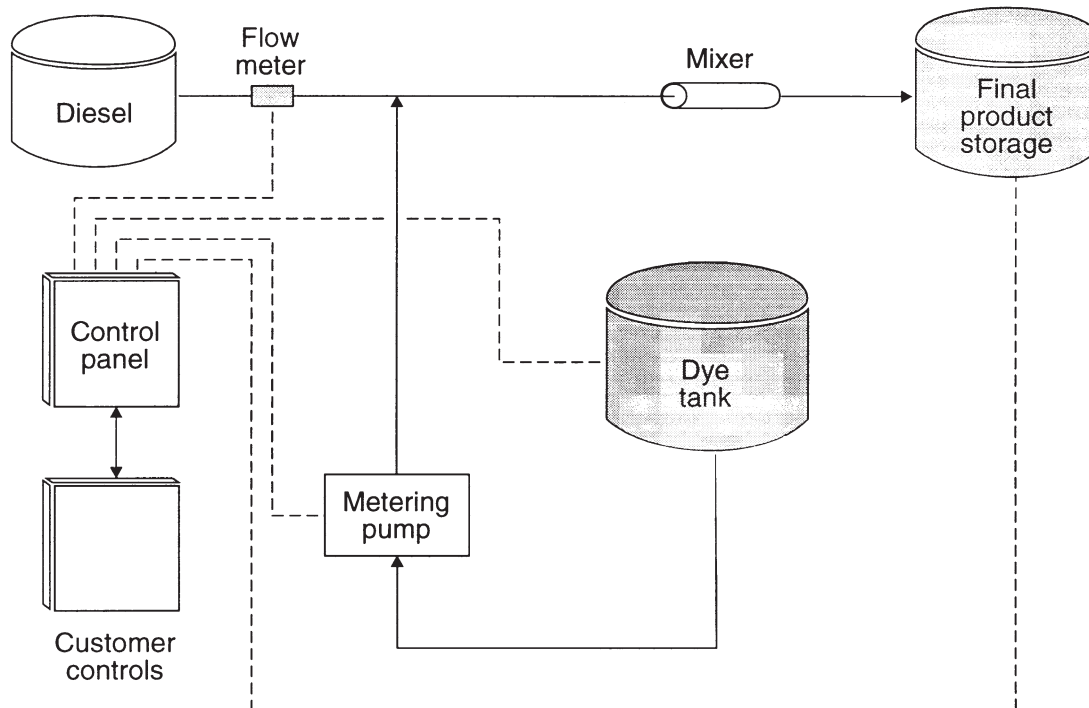 Diesel
Flow
meter
Mixer
Final
product
storage
Control
panel
Dye
tank
Metering
pump
Customer
controls